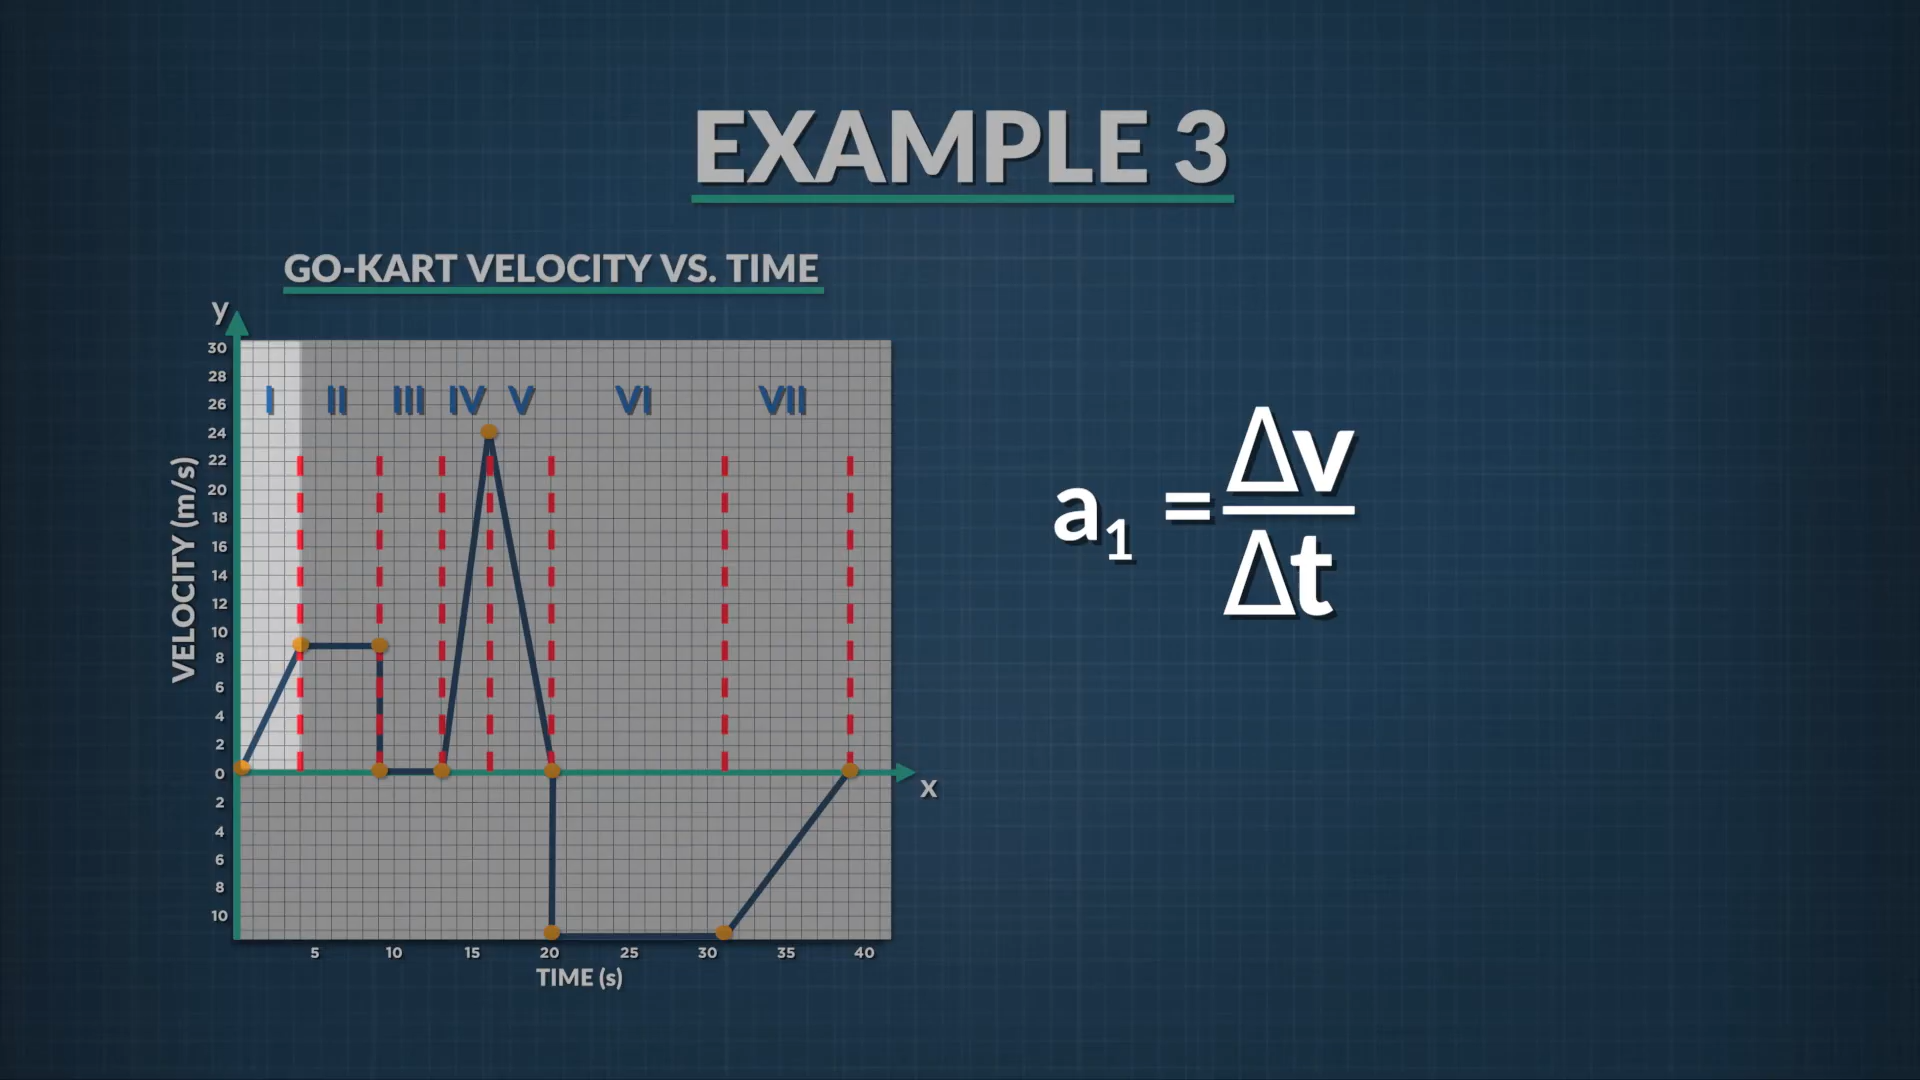 EXAMPLE 3
GO-KART VELOCITY VS. TIME
y
30
28
26
24
22
20
18
16
14
12
10
8
6
4
2
0
2
4
6
8
10
VELOCITY (m/s)
I II III IV V VI VII
x
5 10 15 20 25 30 35 40
TIME (s)
a₁ = Δv/Δt